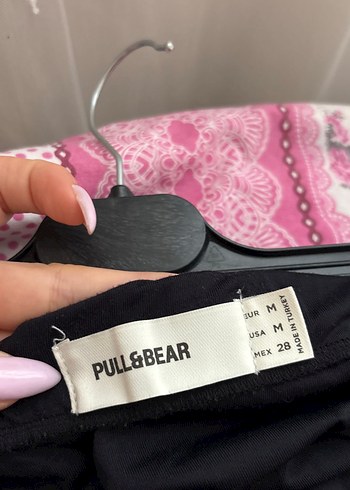 PULL&BEAR
EUR M
USA M
MEX 28
MADE IN TURKEY